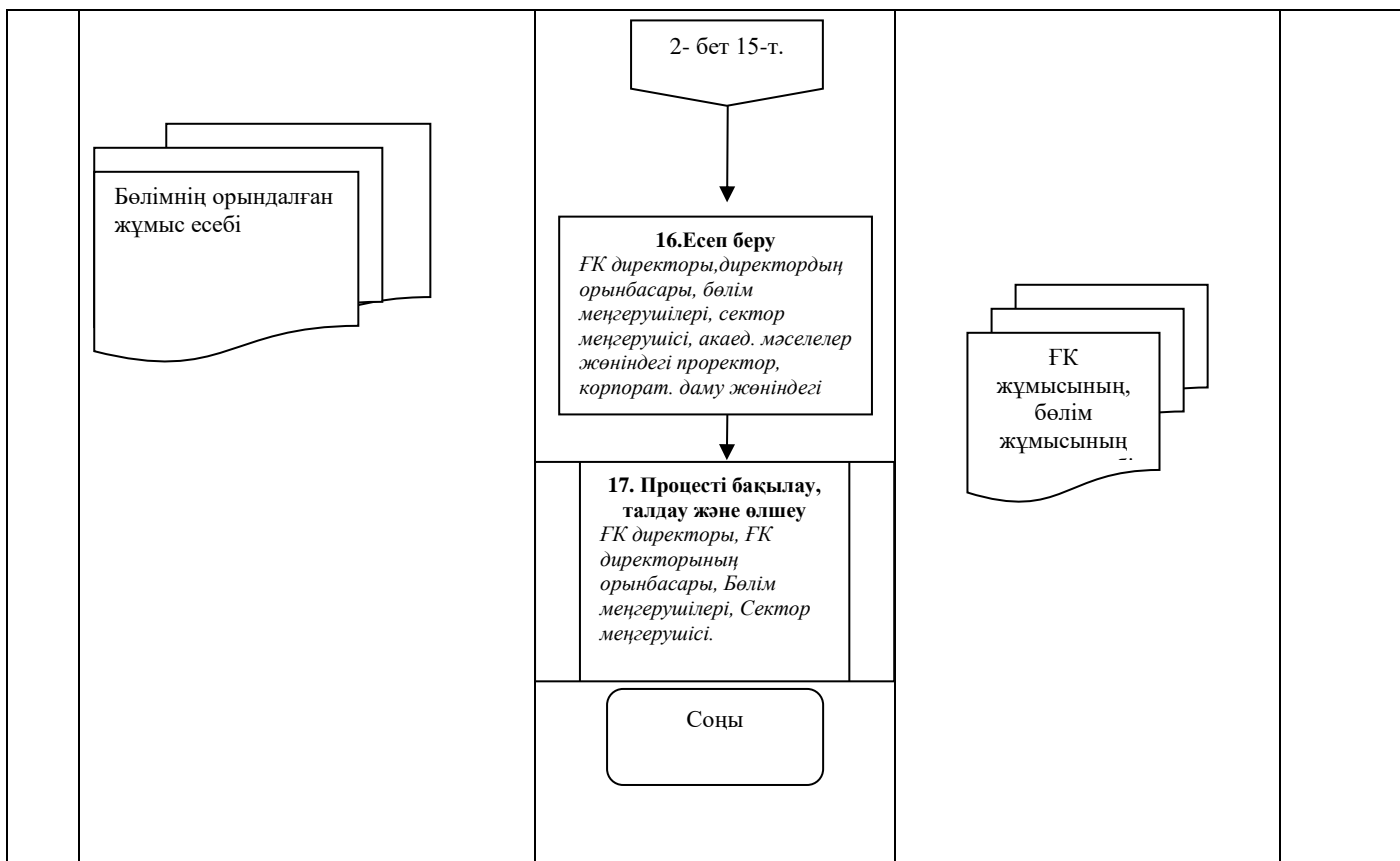 2- бет 15-т.
Бөлімнің орындалған
жұмыс есебі
16.Есеп беру
ҒК директоры,директордың
орынбасары, бөлім
меңгерушілері, сектор
меңгерушісі, акаед. мәселелер
жөніндегі проректор,
корпорат. даму жөніндегі
ҒК
жұмысының,
бөлім
жұмысының
17. Процесті бақылау,
талдау және өлшеу
ҒК директоры, ҒК
директорының
орынбасары, Бөлім
меңгерушілері, Сектор
меңгерушісі.
Соңы